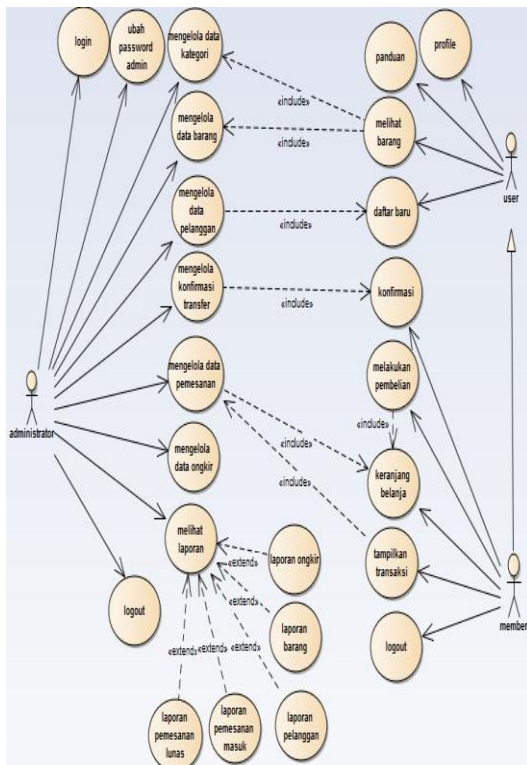 login
ubah
password
admin
mengelola data
kategori
panduan
profile
«include»
mengelola
data barang
«include»
melihat
barang
user
mengelola
data
pelanggan
«include»
daftar baru
mengelola
konfirmasi
transfer
«include»
konfirmasi
administrator
mengelola data
pemesanan
melakukan
pembelian
«include»
«include»
mengelola
data ongkir
keranjang
belanja
«include»
melihat
laporan
«extend»
laporan ongkir
tampilkan
transaksi
member
logout
«extend»
laporan
barang
logout
«extend»
«extend»
«extend»
laporan
pemesanan
lunas
laporan
pemesanan
masuk
laporan
pelanggan